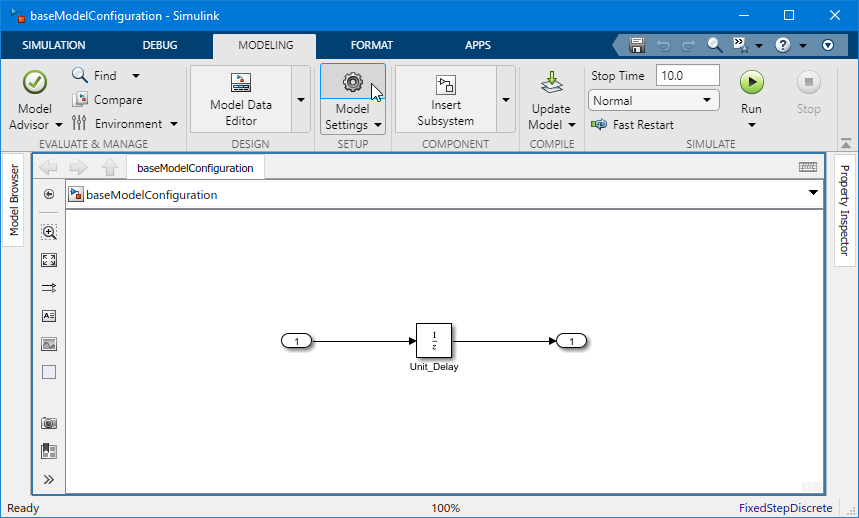 baseModelConfiguration - Simulink
SIMULATION DEBUG MODELING FORMAT APPS
Find
Compare
Environment
Model
Advisor
EVALUATE & MANAGE
Model Data
Editor
DESIGN
Model
Settings
SETUP
Insert
Subsystem
COMPONENT
Update
Model
COMPILE
Stop Time 10.0
Normal
Fast Restart
Run
Stop
SIMULATE
Model Browser
baseModelConfiguration
baseModelConfiguration
Property Inspector
1
1
z
Unit_Delay
1
Ready 100% FixedStepDiscrete